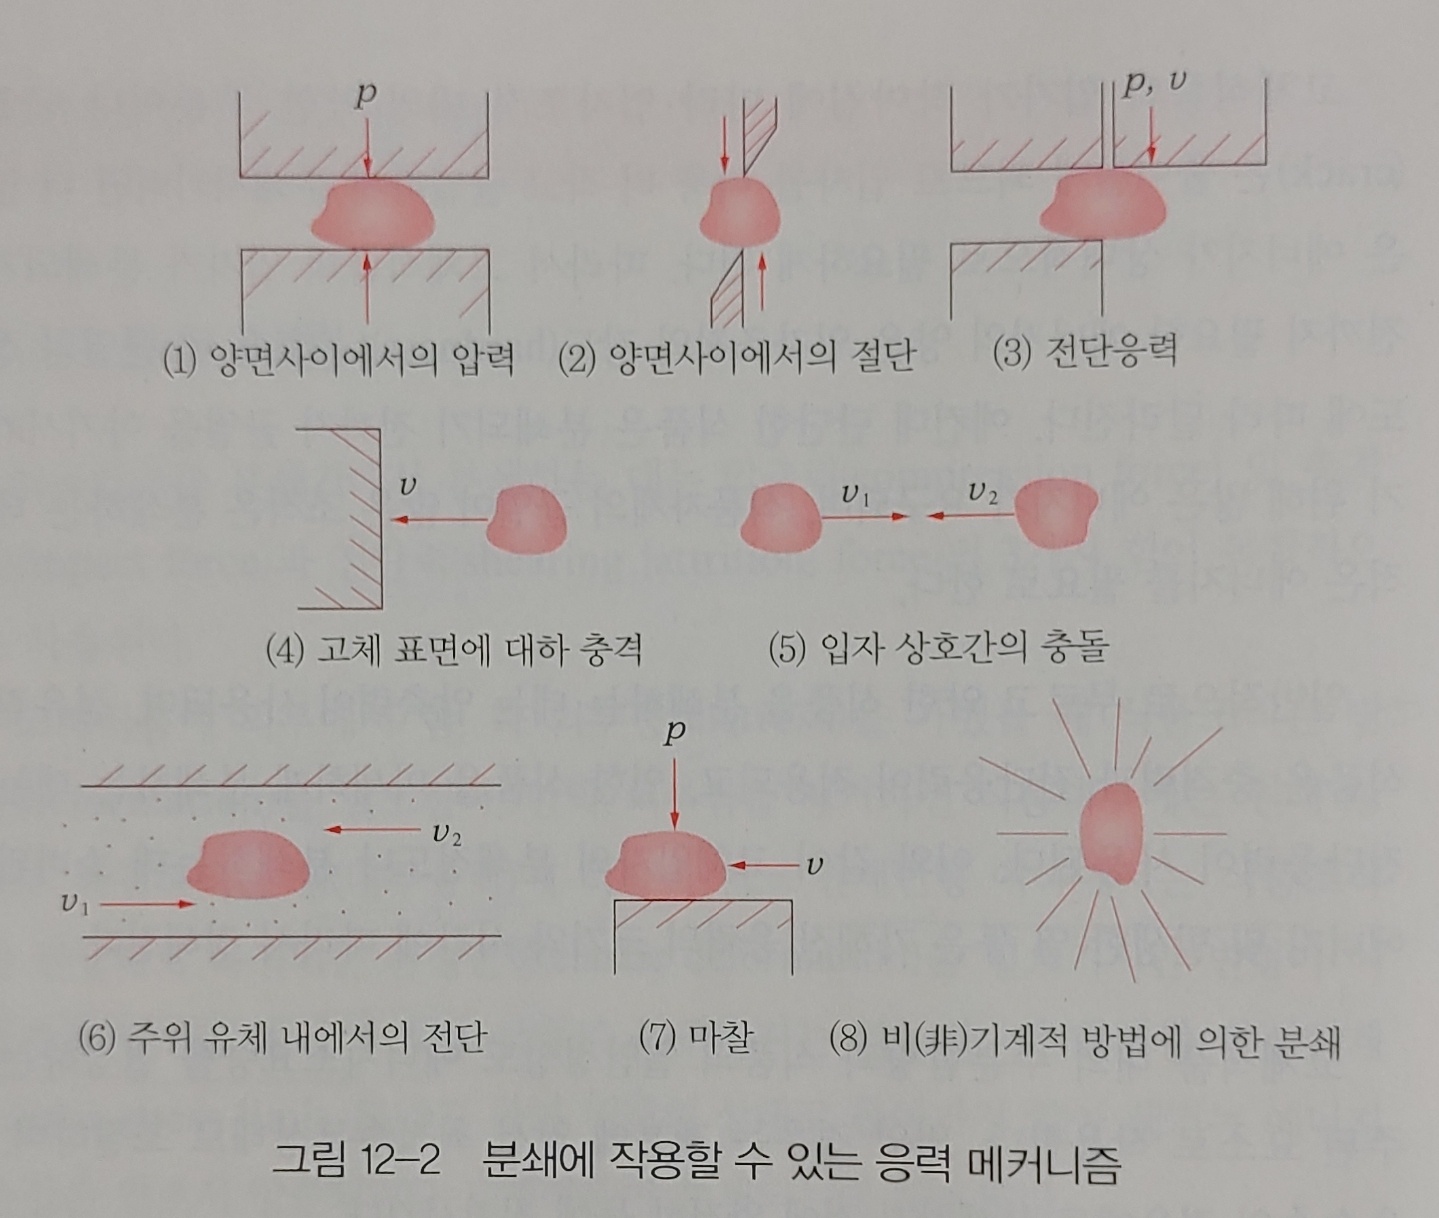 p
p, v
(1) 양면사이에서의 압력 (2) 양면사이에서의 절단 (3) 전단응력
v
v1 v2
(4) 고체 표면에 대하 충격 (5) 입자 상호간의 충돌
p
v2
v
v1
(6) 주위 유체 내에서의 전단 (7) 마찰 (8) 비(非)기계적 방법에 의한 분쇄
그림 12-2 분쇄에 작용할 수 있는 응력 메커니즘